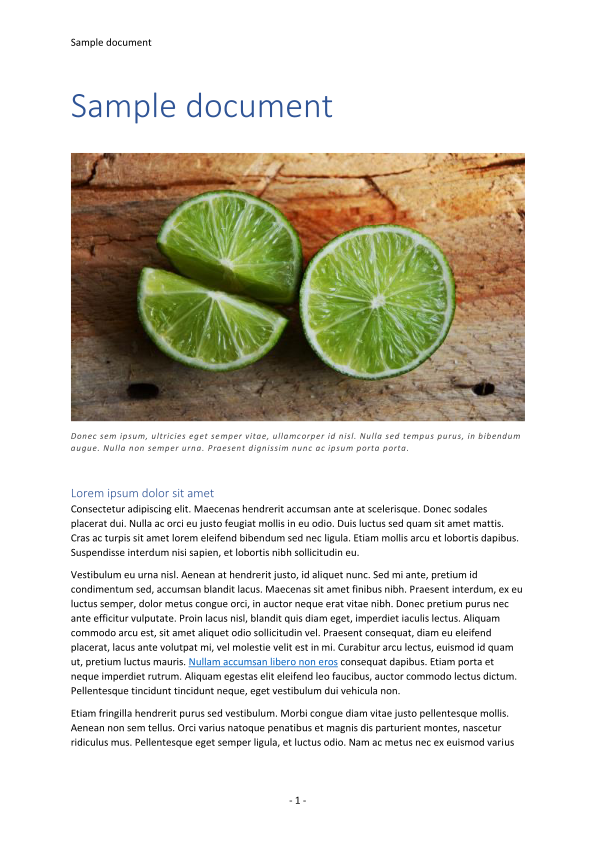 Sample document
Sample document
Donec sem ipsum, ultricies eget semper vitae, ullamcorper id nisl. Nulla sed tempus purus, in bibendum
augue. Nulla non semper urna. Praesent dignissim nunc ac ipsum porta porta.
Lorem ipsum dolor sit amet
Consectetur adipiscing elit. Maecenas hendrerit accumsan ante at scelerisque. Donec sodales
placerat dui. Nulla ac orci eu justo feugiat mollis in eu odio. Duis luctus sed quam sit amet mattis.
Cras ac turpis sit amet lorem eleifend bibendum sed nec ligula. Etiam mollis arcu et lobortis dapibus.
Suspendisse interdum nisi sapien, et lobortis nibh sollicitudin eu.
Vestibulum eu urna nisl. Aenean at hendrerit justo, id aliquet nunc. Sed mi ante, pretium id
condimentum sed, accumsan blandit lacus. Maecenas sit amet finibus nibh. Praesent interdum, ex eu
luctus semper, dolor metus congue orci, in auctor neque erat vitae nibh. Donec pretium purus nec
ante efficitur vulputate. Proin lacus nisl, blandit quis diam eget, imperdiet iaculis lectus. Aliquam
commodo arcu est, sit amet aliquet odio sollicitudin vel. Praesent consequat, diam eu eleifend
placerat, lacus ante volutpat mi, vel molestie velit est in mi. Curabitur arcu lectus, euismod id quam
ut, pretium luctus mauris. Nullam accumsan libero non eros consequat dapibus. Etiam porta et
neque imperdiet rutrum. Aliquam egestas elit eleifend leo faucibus, auctor commodo lectus dictum.
Pellentesque tincidunt tincidunt neque, eget vestibulum dui vehicula non.
Etiam fringilla hendrerit purus sed vestibulum. Morbi congue diam vitae justo pellentesque mollis.
Aenean non sem tellus. Orci varius natoque penatibus et magnis dis parturient montes, nascetur
ridiculus mus. Pellentesque eget semper ligula, et luctus odio. Nam ac metus nec ex euismod varius
- 1 -